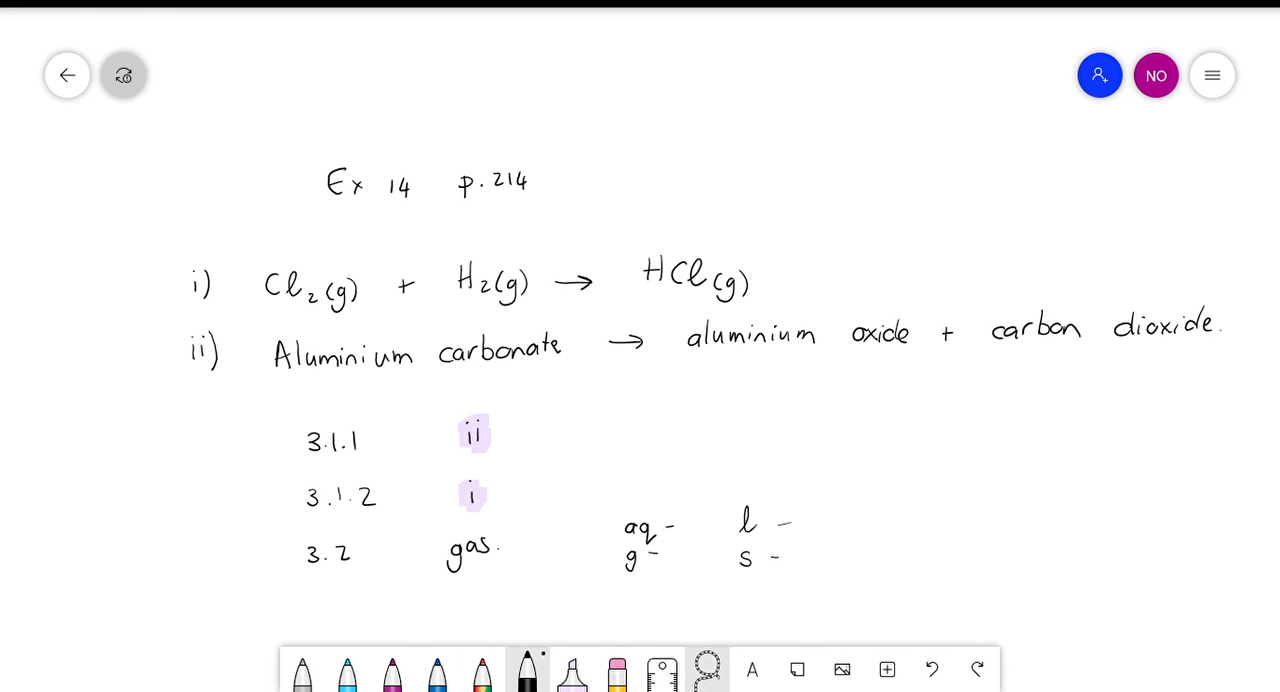 NO
Ex 14 p.214
i) Cl₂(g) + H₂(g) → HCl(g)
ii) Aluminium carbonate → aluminium oxide + carbon dioxide.
3.1.1 ii
3.1.2 i
aq - l -
3.2 gas. g - s -
A